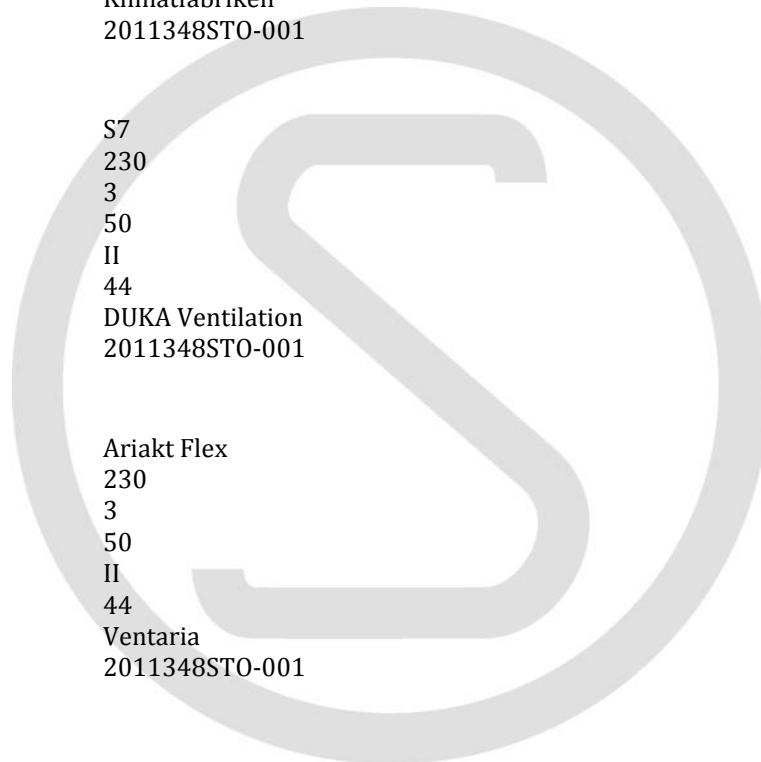 2011348STO-001
S7
230
3
50
II
44
DUKA Ventilation
2011348STO-001
Ariakt Flex
230
3
50
II
44
Ventaria
2011348STO-001